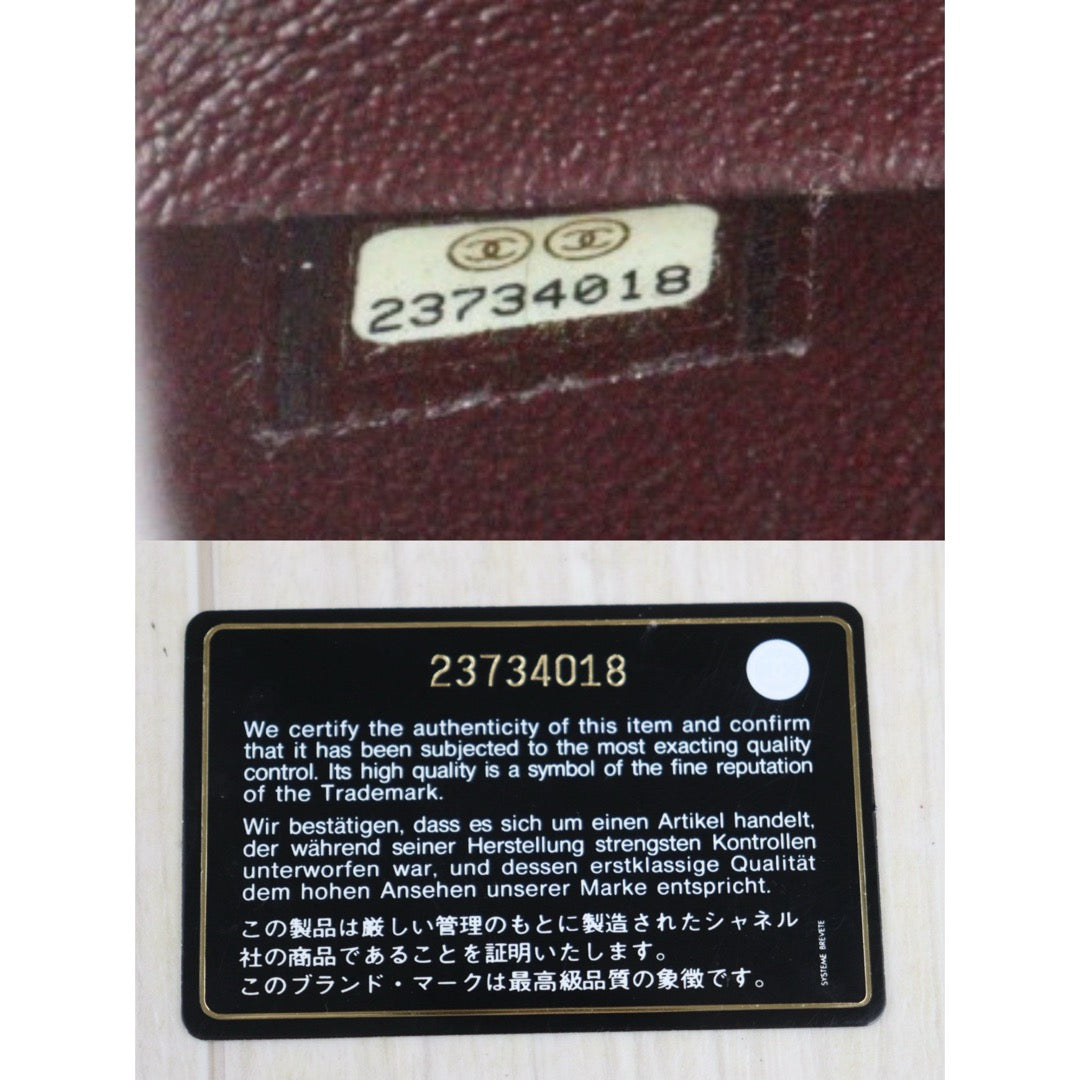 23734018
23734018
We certify the authenticity of this item and confirm
that it has been subjected to the most exacting quality
control. Its high quality is a symbol of the fine reputation
of the Trademark.
Wir bestätigen, dass es sich um einen Artikel handelt,
der während seiner Herstellung strengsten Kontrollen
unterworfen war, und dessen erstklassige Qualität
dem hohen Ansehen unserer Marke entspricht.
この製品は厳しい管理のもとに製造されたシャネル
社の商品であることを証明いたします。
このブランド・マークは最高級品質の象徴です。
SYSTEME BREVETE